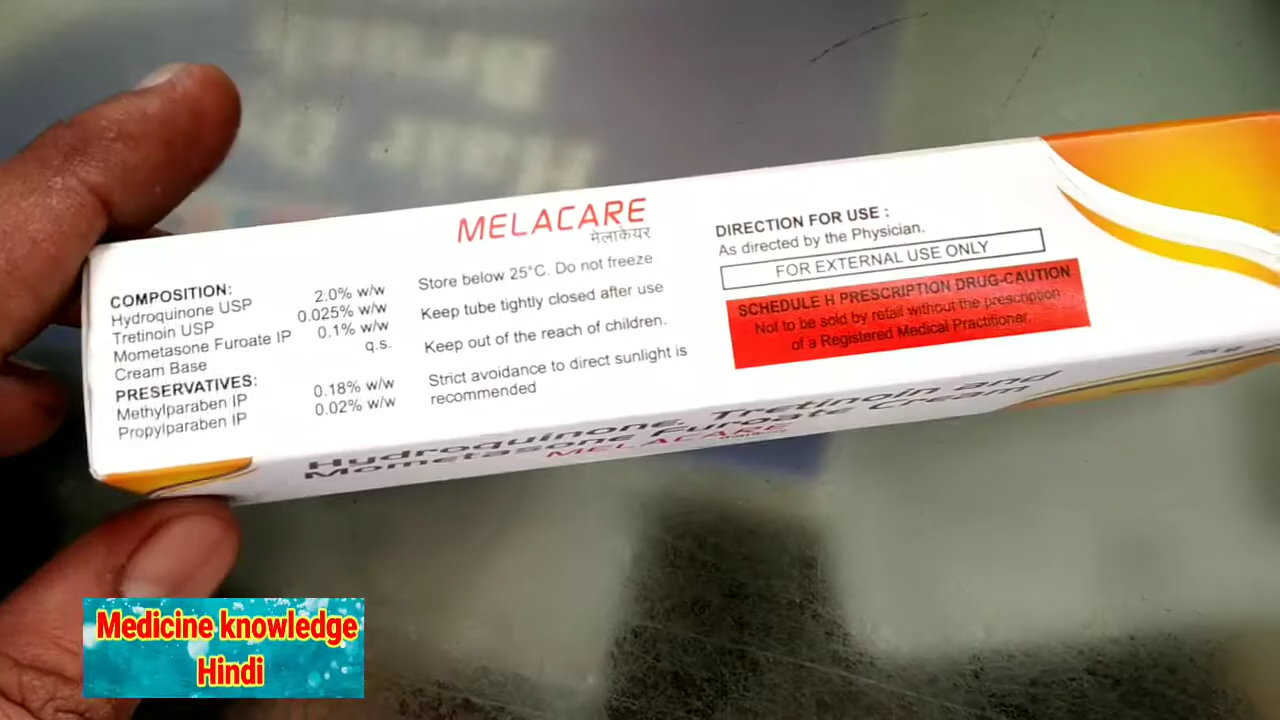 MELACARE
मेलाकेयर
COMPOSITION:
Hydroquinone USP 2.0% w/w
Tretinoin USP 0.025% w/w
Mometasone Furoate IP 0.1% w/w
Cream Base q.s.
PRESERVATIVES:
Methylparaben IP 0.18% w/w
Propylparaben IP 0.02% w/w
Store below 25°C. Do not freeze.
Keep tube tightly closed after use
Keep out of the reach of children.
Strict avoidance to direct sunlight is
recommended
DIRECTION FOR USE :
As directed by the Physician.
FOR EXTERNAL USE ONLY
SCHEDULE H PRESCRIPTION DRUG-CAUTION
Not to be sold by retail without the prescription
of a Registered Medical Practitioner.
Hydroquinone, Tretinoin and
Mometasone Furoate Cream
MELACARE
Medicine knowledge
Hindi